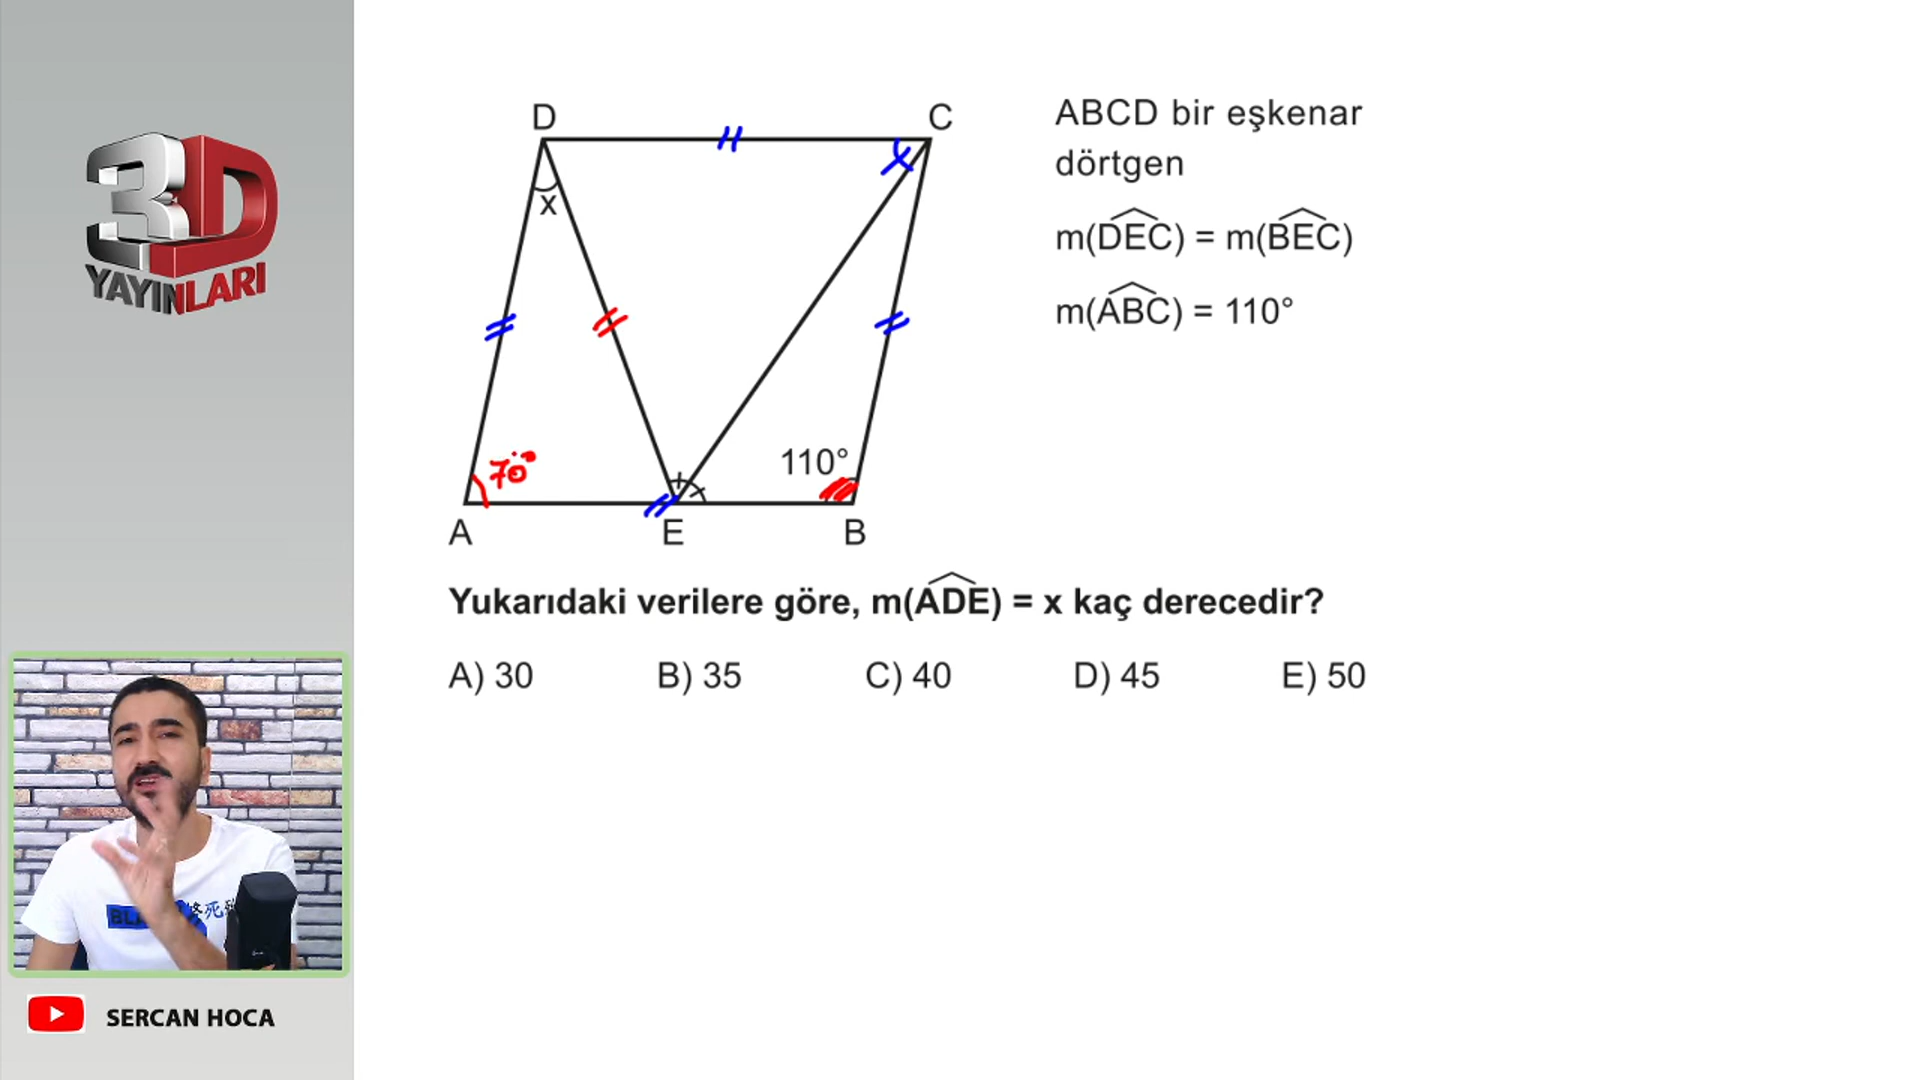 3D
YAYINLARI
D
C
x
x
70°
110°
x
A
E
B
ABCD bir eşkenar
dörtgen
m(DEC) = m(BEC)
m(ABC) = 110°
Yukarıdaki verilere göre, m(ADE) = x kaç derecedir?
A) 30 B) 35 C) 40 D) 45 E) 50
SERCAN HOCA